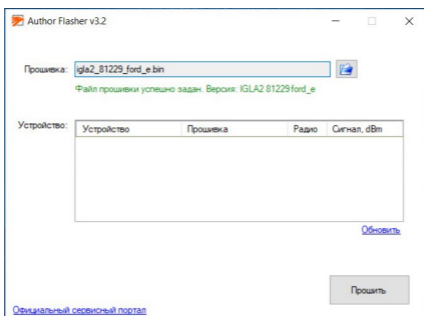 Author Flasher v3.2
Прошивка: igla2_81229_ford_e.bin
Файл прошивки успешно задан. Версия: IGLA2 81229 ford_e
Устройство: Устройство Прошивка Радио Сигнал, dBm
Обновить
Прошить
Официальный сервисный портал